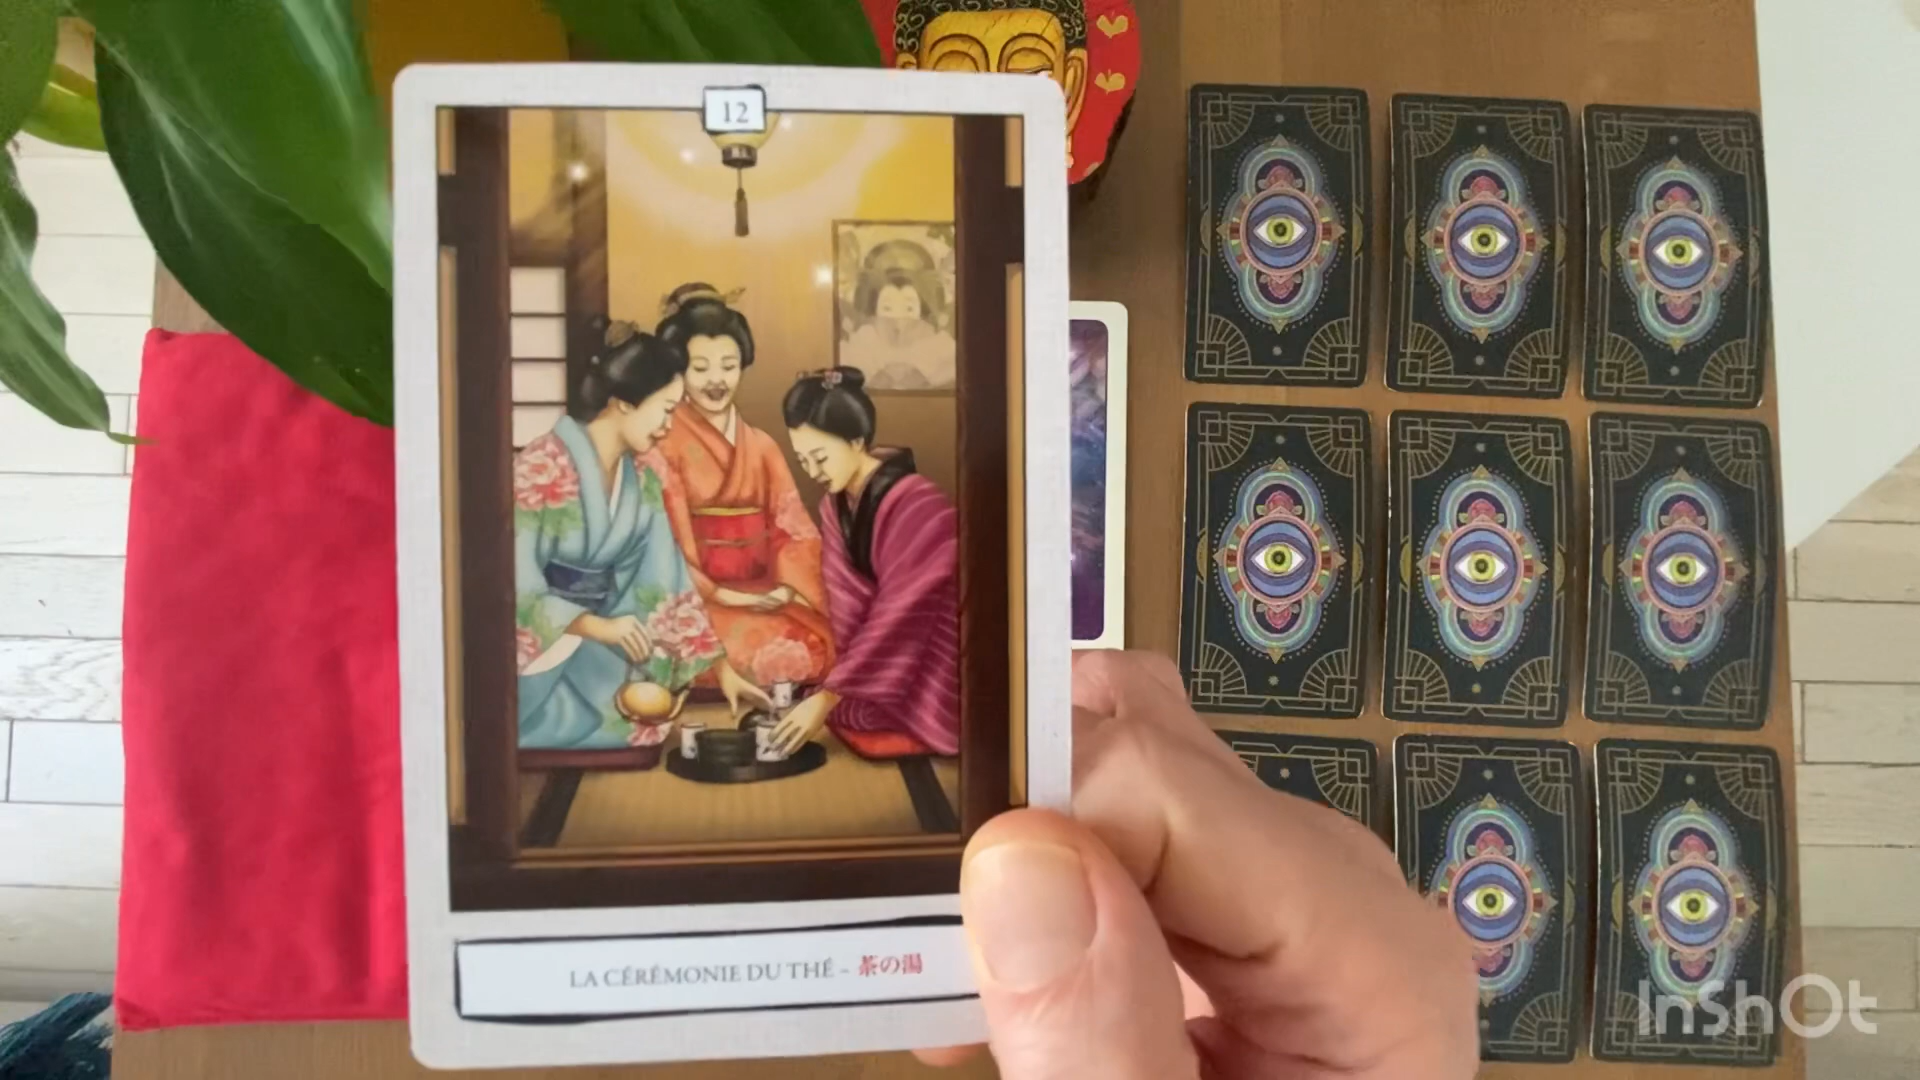 12
LA CÉRÉMONIE DU THÉ - 茶の湯
InShOt